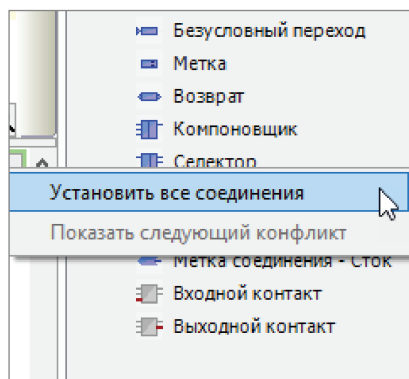 Безусловный переход
Метка
Возврат
Компоновщик
Селектор
Установить все соединения
Показать следующий конфликт
Метка соединения - Сток
Входной контакт
Выходной контакт